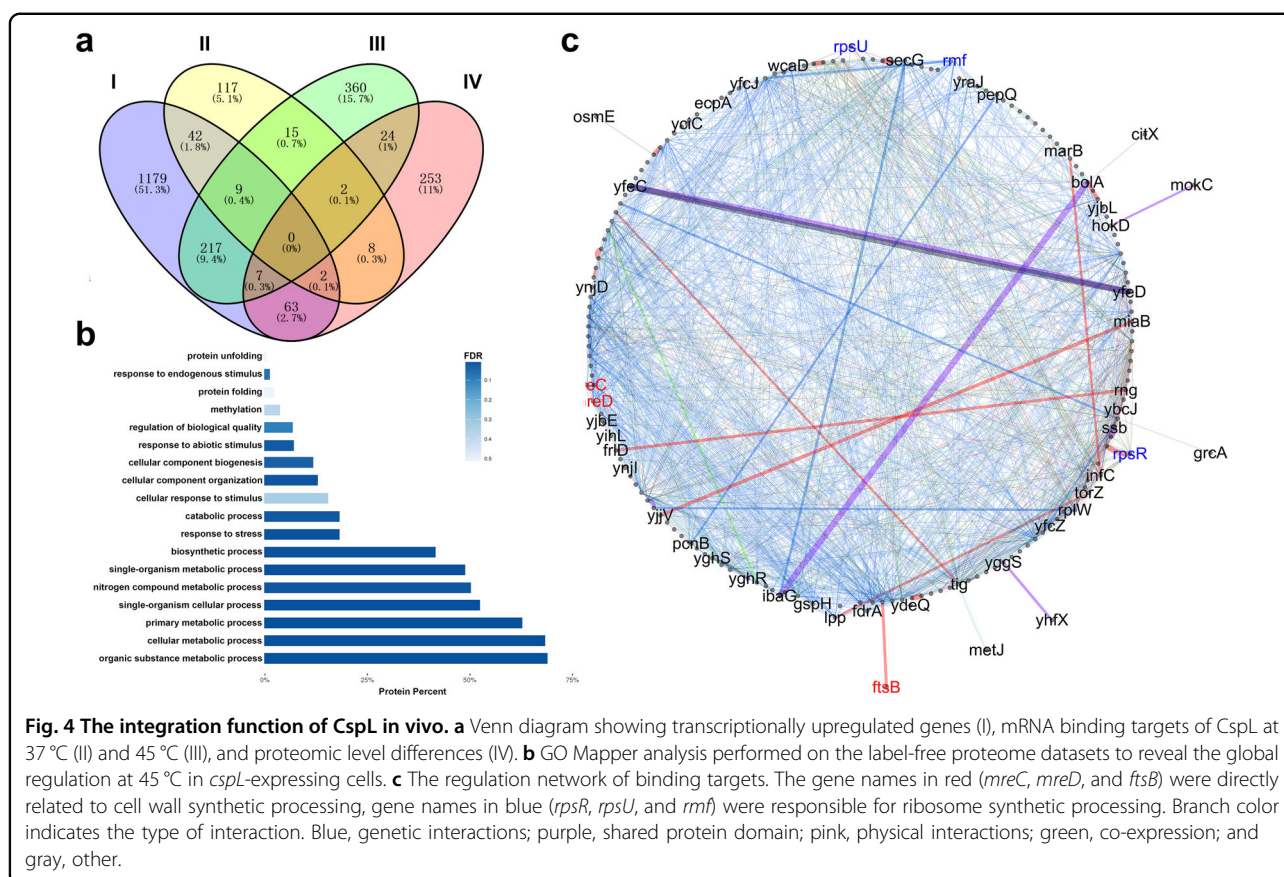 a
II
III
I
IV
117
(5.1%)
360
(15.7%)
42
(1.8%)
15
(0.7%)
24
(1%)
1179
(51.3%)
9
(0.4%)
2
(0.1%)
253
(11%)
0
(0%)
217
(9.4%)
8
(0.3%)
7
(0.3%)
2
(0.1%)
63
(2.7%)
b
protein unfolding
response to endogenous stimulus
protein folding
methylation
regulation of biological quality
response to abiotic stimulus
cellular component biogenesis
cellular component organization
cellular response to stimulus
catabolic process
response to stress
biosynthetic process
single-organism metabolic process
nitrogen compound metabolic process
single-organism cellular process
primary metabolic process
cellular metabolic process
organic substance metabolic process
0%
25%
50%
75%
Protein Percent
FDR
0.1
0.2
0.3
0.4
0.5
c
rpsU
secG
rmf
wcaD
yfcJ
yraJ
pepQ
ecpA
osmE
yciC
marB
citX
yfeC
bolA
mokC
yjbL
hokD
ynjD
yfeD
miaB
eC
reD
rng
yjbE
ybcJ
yihL
ssb
frlD
rpsR
grcA
ynjI
infC
torZ
yjjV
rplW
yfcZ
pcnB
yghS
yggS
yghR
tig
ibaG
gspH
lpp
fdrA
ydeQ
yhfX
metJ
ftsB
Fig. 4 The integration function of CspL in vivo. a Venn diagram showing transcriptionally upregulated genes (I), mRNA binding targets of CspL at
37 °C (II) and 45 °C (III), and proteomic level differences (IV). b GO Mapper analysis performed on the label-free proteome datasets to reveal the global
regulation at 45 °C in cspL-expressing cells. c The regulation network of binding targets. The gene names in red (mreC, mreD, and ftsB) were directly
related to cell wall synthetic processing, gene names in blue (rpsR, rpsU, and rmf) were responsible for ribosome synthetic processing. Branch color
indicates the type of interaction. Blue, genetic interactions; purple, shared protein domain; pink, physical interactions; green, co-expression; and
gray, other.